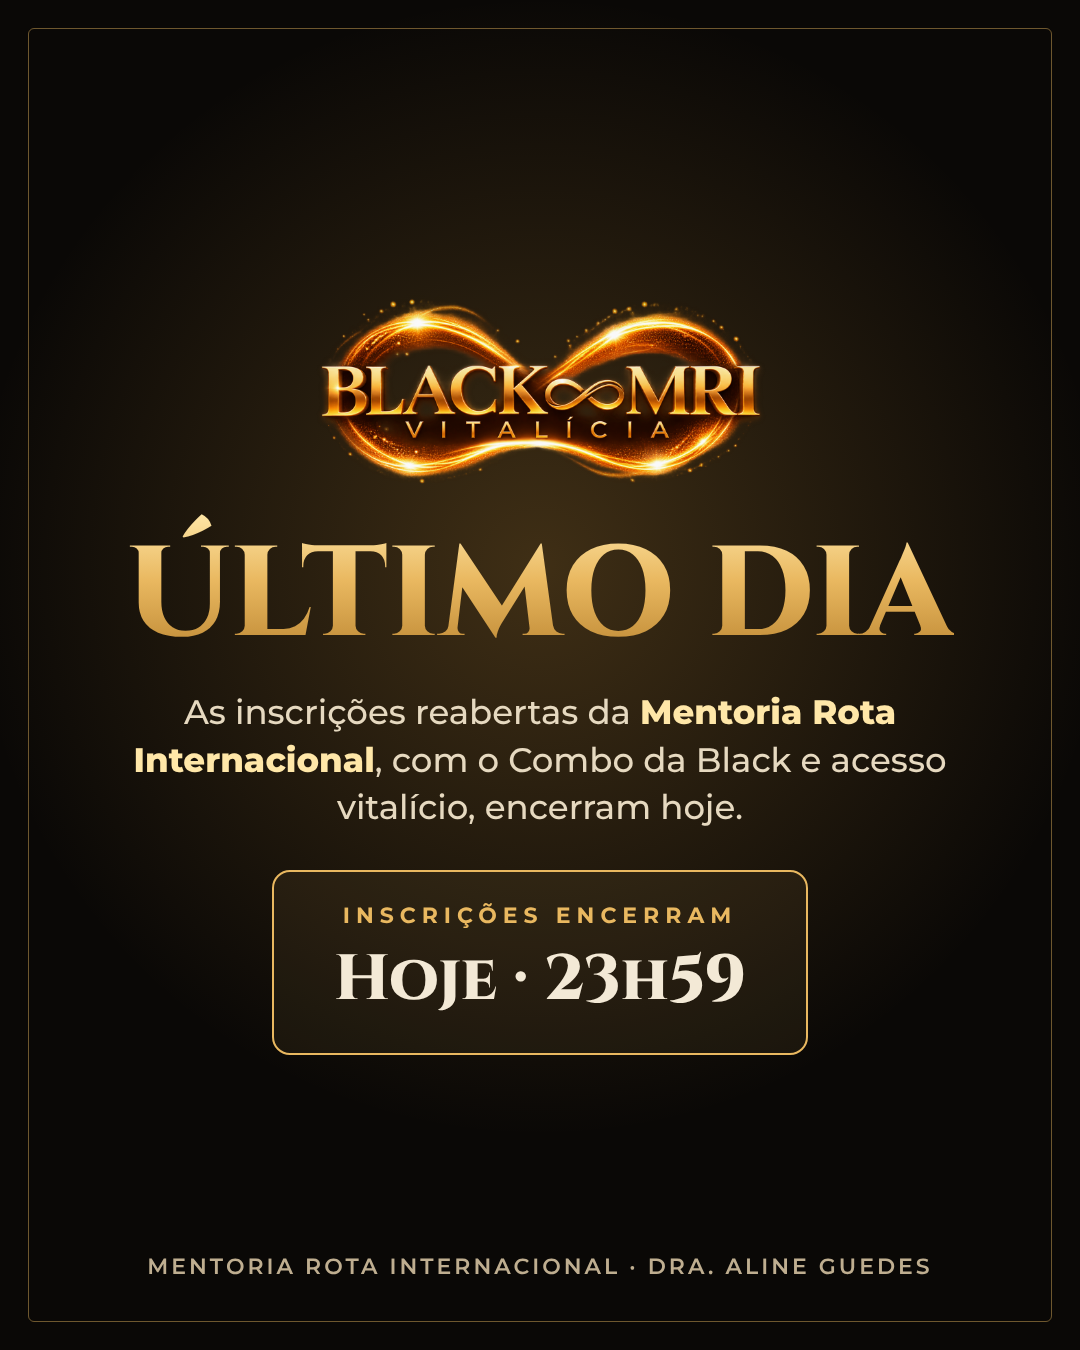 BLACK∞MRI
VITALÍCIA
ÚLTIMO DIA
As inscrições reabertas da Mentoria Rota
Internacional, com o Combo da Black e acesso
vitalício, encerram hoje.
INSCRIÇÕES ENCERRAM
HOJE · 23H59
MENTORIA ROTA INTERNACIONAL · DRA. ALINE GUEDES